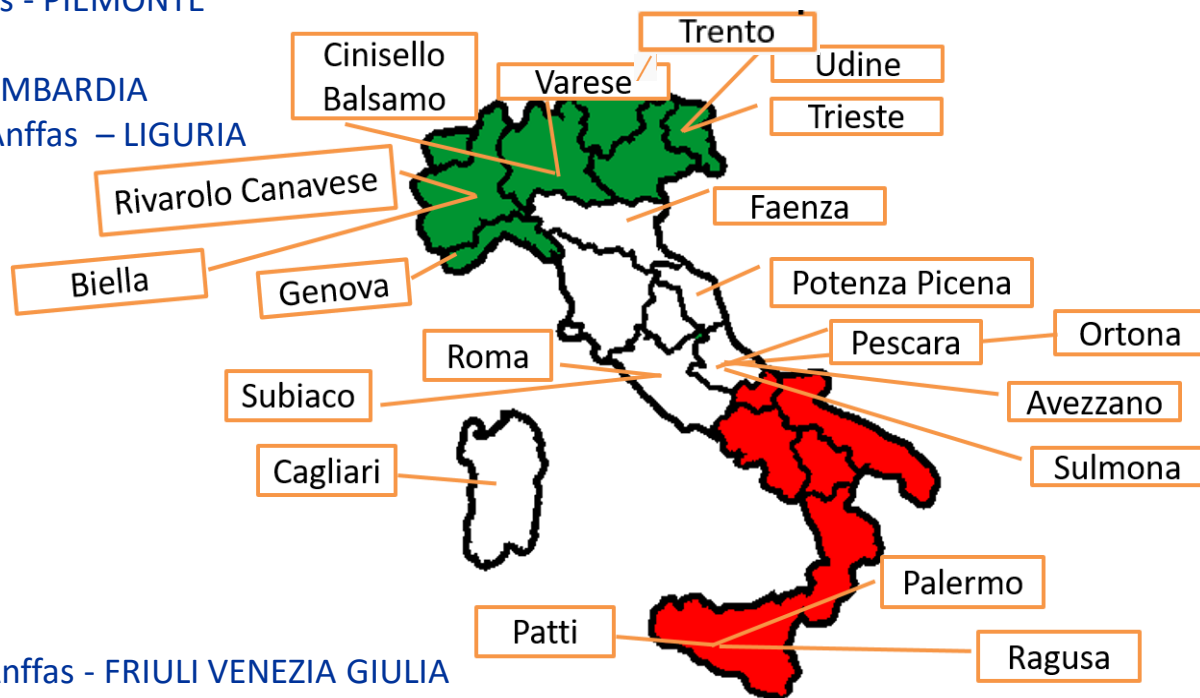 s - PIEMONTE
MBARDIA
Anffas – LIGURIA
Cinisello
Balsamo
Varese
Trento
Udine
Trieste
Rivarolo Canavese
Faenza
Biella
Genova
Potenza Picena
Roma
Pescara
Ortona
Subiaco
Avezzano
Cagliari
Sulmona
Palermo
Patti
Ragusa
nffas - FRIULI VENEZIA GIULIA